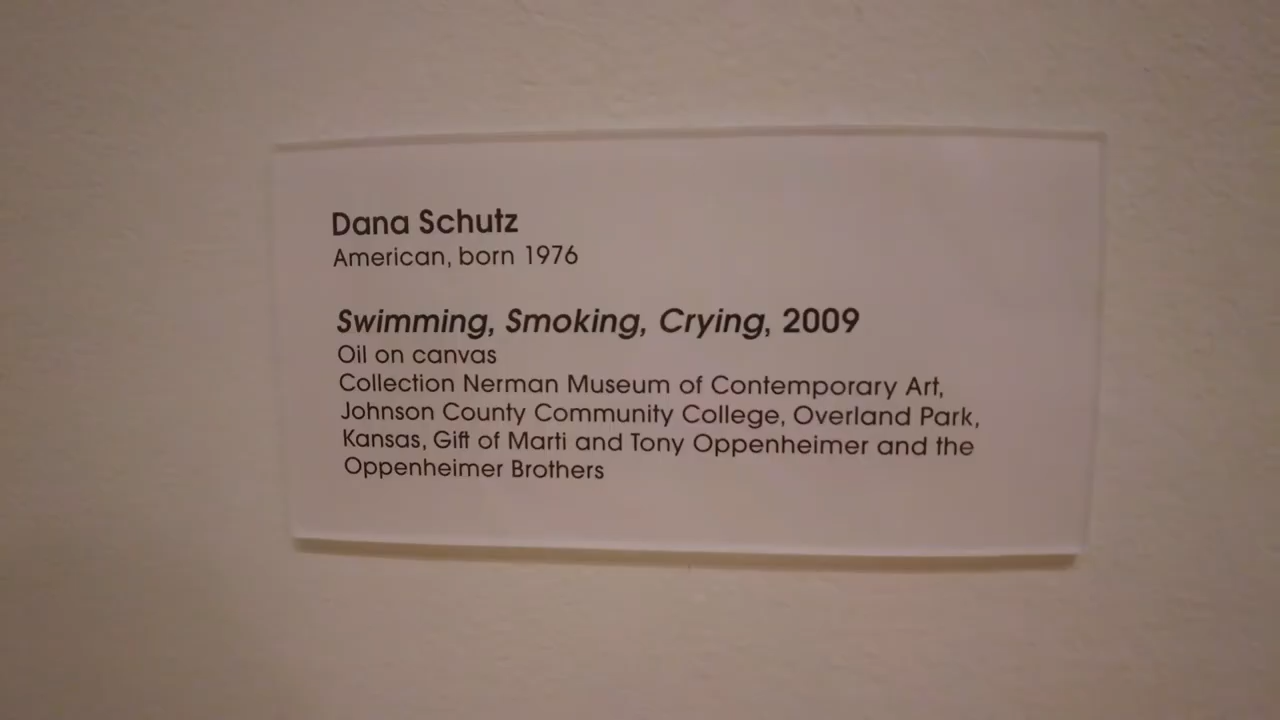 Dana Schutz
American, born 1976
Swimming, Smoking, Crying, 2009
Oil on canvas
Collection Nerman Museum of Contemporary Art,
Johnson County Community College, Overland Park,
Kansas, Gift of Marti and Tony Oppenheimer and the
Oppenheimer Brothers